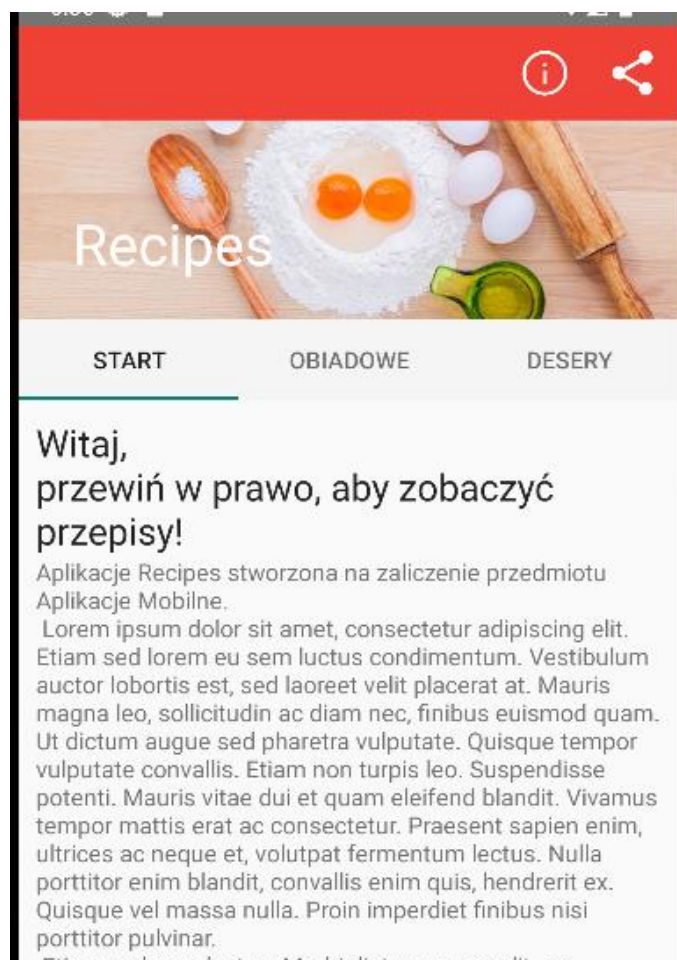 Recipes
START OBIADOWE DESERY
Witaj,
przewiń w prawo, aby zobaczyć
przepisy!
Aplikacje Recipes stworzona na zaliczenie przedmiotu
Aplikacje Mobilne.
Lorem ipsum dolor sit amet, consectetur adipiscing elit.
Etiam sed lorem eu sem luctus condimentum. Vestibulum
auctor lobortis est, sed laoreet velit placerat at. Mauris
magna leo, sollicitudin ac diam nec, finibus euismod quam.
Ut dictum augue sed pharetra vulputate. Quisque tempor
vulputate convallis. Etiam non turpis leo. Suspendisse
potenti. Mauris vitae dui et quam eleifend blandit. Vivamus
tempor mattis erat ac consectetur. Praesent sapien enim,
ultrices ac neque et, volutpat fermentum lectus. Nulla
porttitor enim blandit, convallis enim quis, hendrerit ex.
Quisque vel massa nulla. Proin imperdiet finibus nisi
porttitor pulvinar.